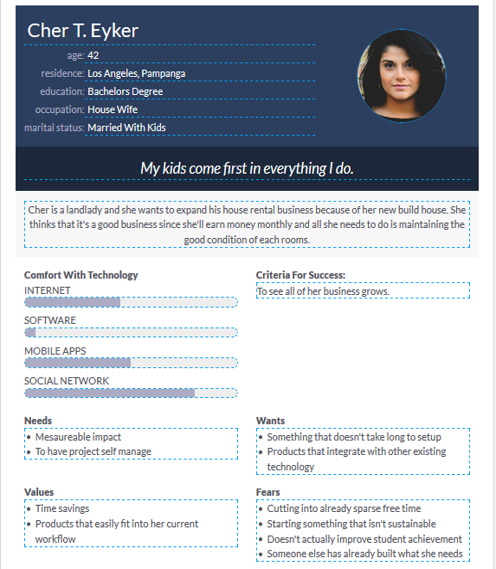 Cher T. Eyker
age: 42
residence: Los Angeles, Pampanga
education: Bachelors Degree
occupation: House Wife
marital status: Married With Kids
My kids come first in everything I do.
Cher is a landlady and she wants to expand his house rental business because of her new build house. She
thinks that it's a good business since she'll earn money monthly and all she needs to do is maintaining the
good condition of each rooms.
Comfort With Technology
INTERNET
SOFTWARE
MOBILE APPS
SOCIAL NETWORK
Criteria For Success:
To see all of her business grows.
Needs
• Mesaureable impact
• To have project self manage
Wants
• Something that doesn't take long to setup
• Products that integrate with other existing
technology
Values
• Time savings
• Products that easily fit into her current
workflow
Fears
• Cutting into already sparse free time
• Starting something that isn't sustainable
• Doesn't actually improve student achievement
• Someone else has already built what she needs